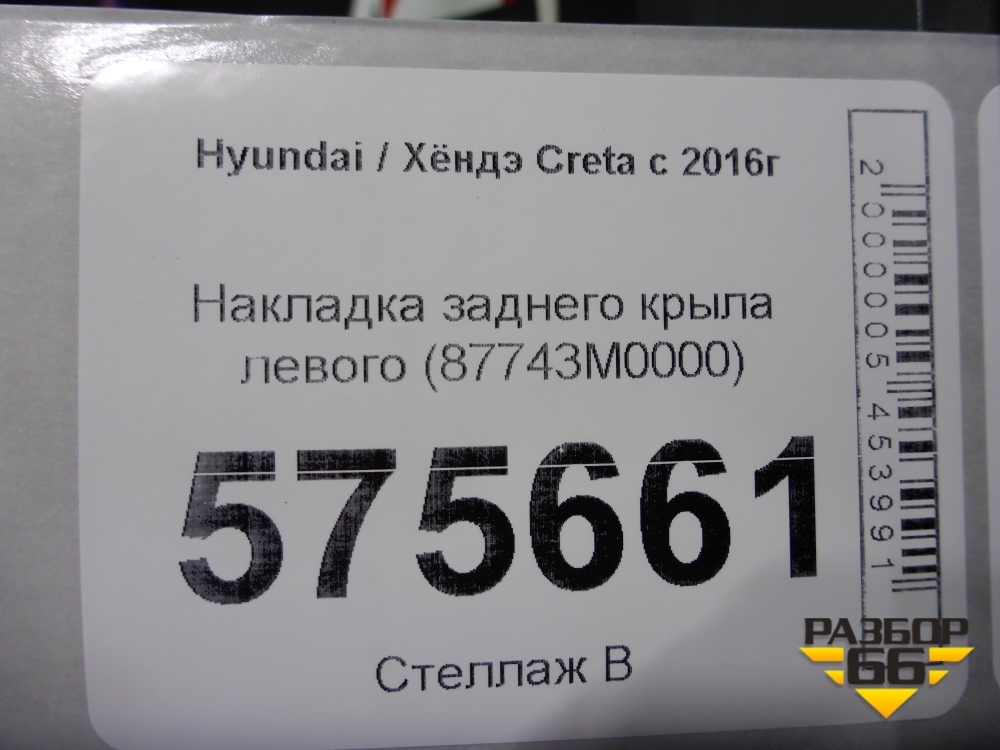 Hyundai / Хёндэ Creta с 2016г
Накладка заднего крыла
левого (87743M0000)
575661
Стеллаж В
2000005453991
РАЗБОР
66